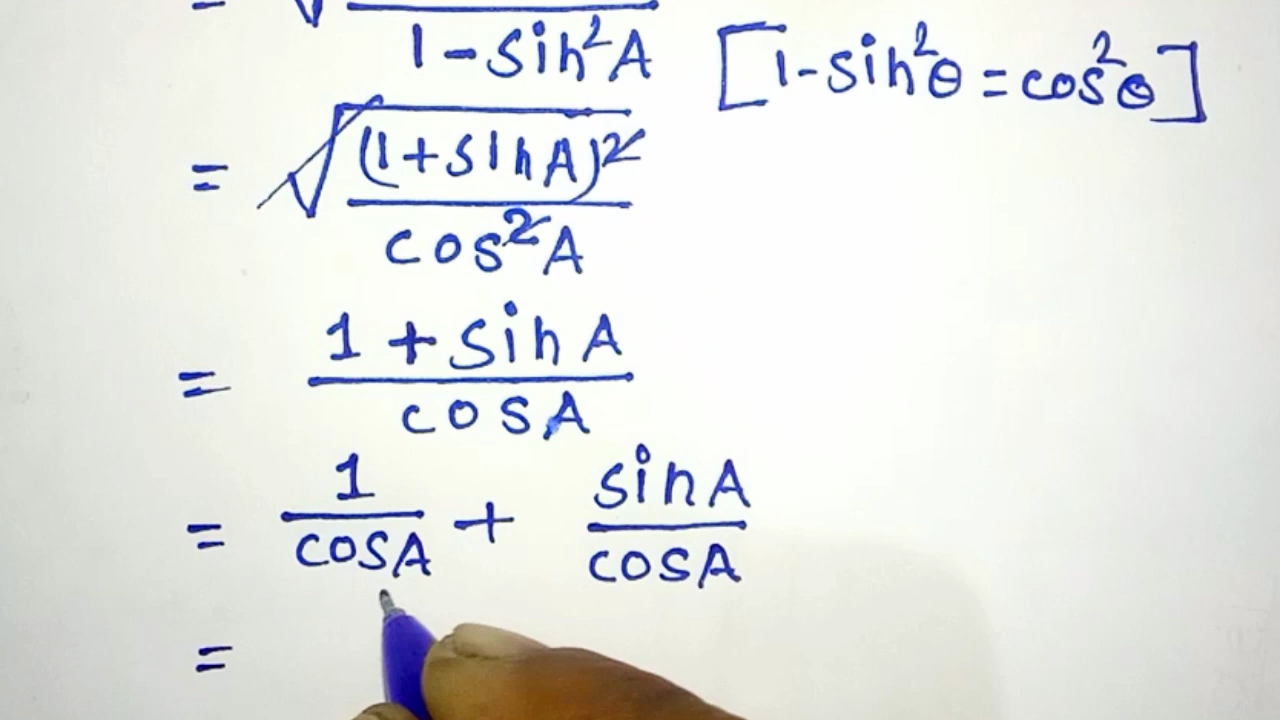 = √
1 - sin²A [1 - sin²θ = cos²θ]
= √(1 + sinA)²
cos²A
= 1 + sinA
cosA
= 1/cosA + sinA/cosA
=